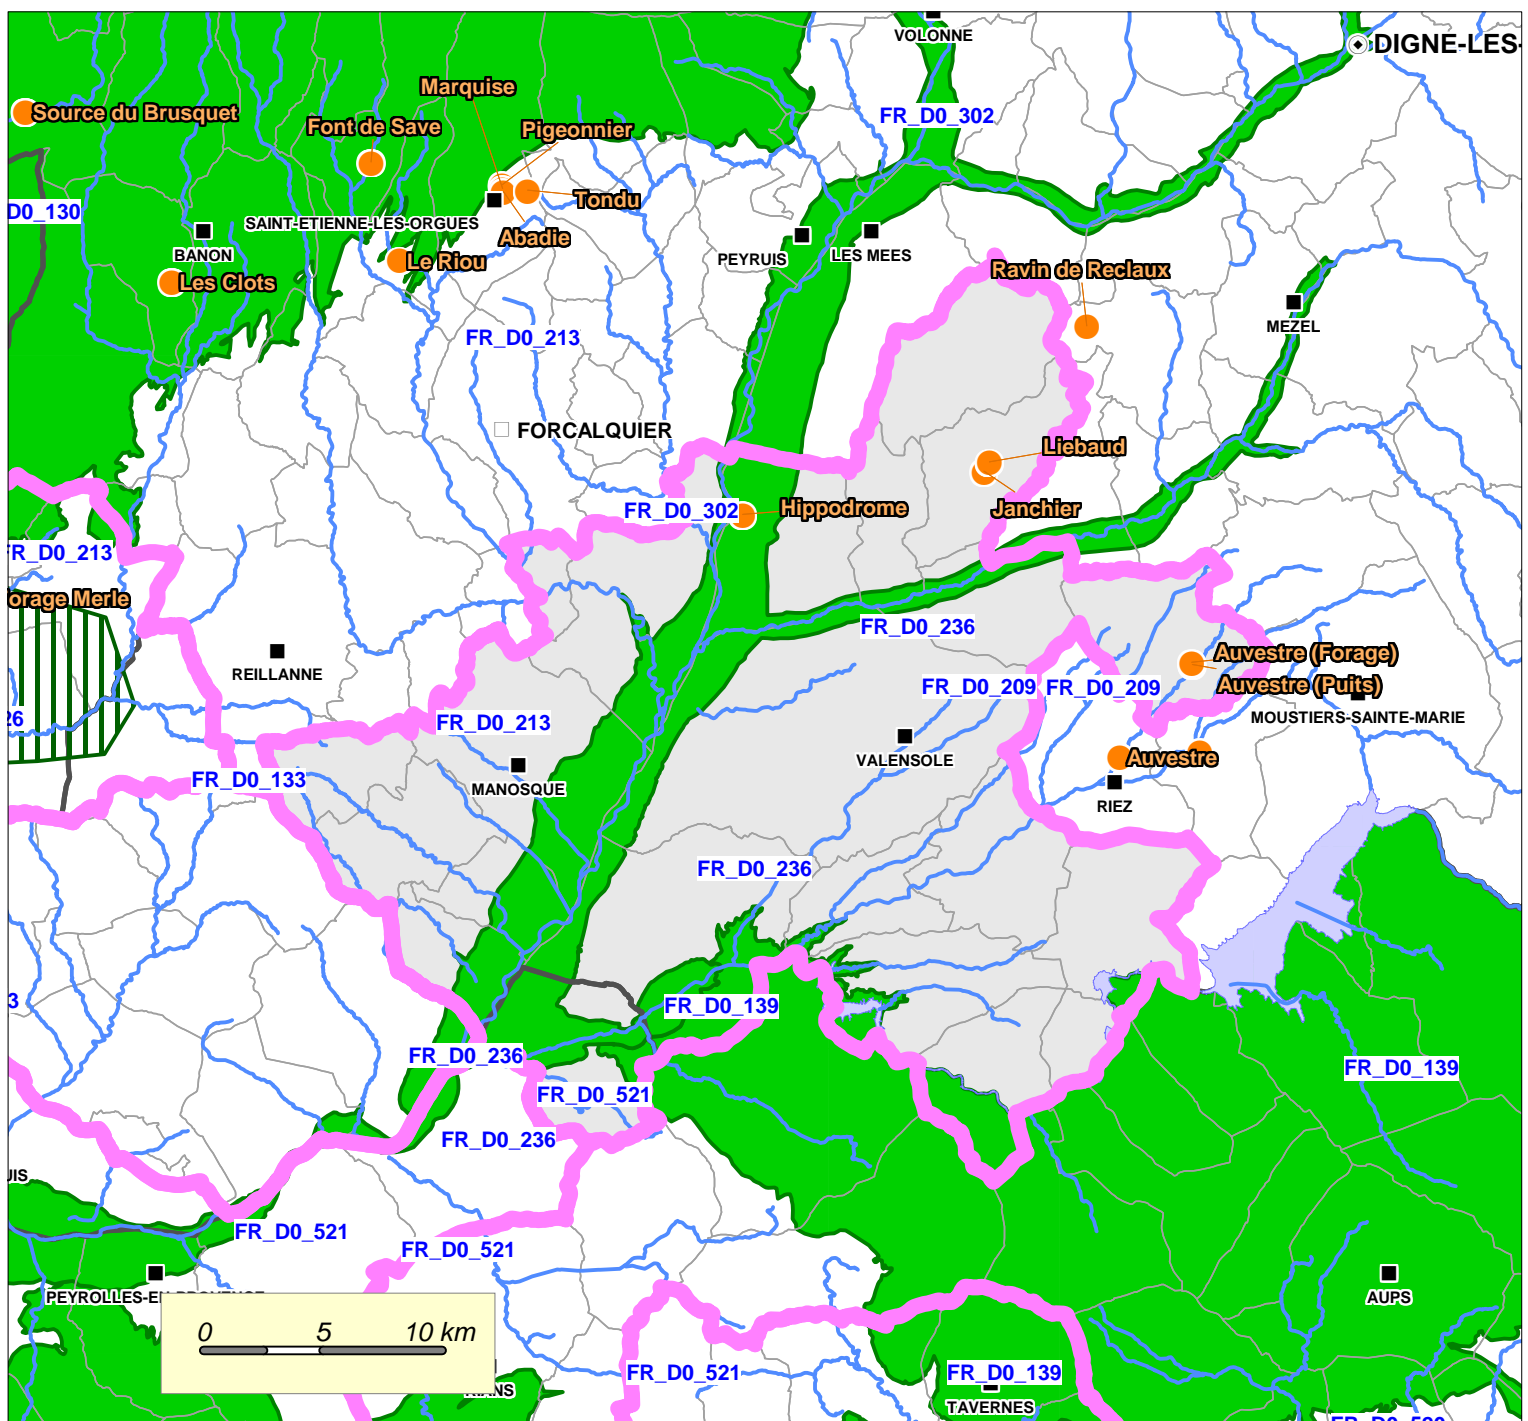 VOLONNE
DIGNE-LES-
Marquise
Source du Brusquet
FR_D0_302
Font de Save
Pigeonnier
Tondu
D0_130
SAINT-ETIENNE-LES-ORGUES
Abadie
BANON
PEYRUIS
LES MEES
Le Riou
Ravin de Reclaux
Les Clots
MEZEL
FR_D0_213
FORCALQUIER
Liebaud
FR_D0_302
Hippodrome
Janchier
FR_D0_213
orage Merle
FR_D0_236
REILLANNE
Auvestre (Forage)
FR_D0_209
FR_D0_209
Auvestre (Puits)
26
FR_D0_213
MOUSTIERS-SAINTE-MARIE
VALENSOLE
Auvestre
FR_D0_133
MANOSQUE
RIEZ
FR_D0_236
3
FR_D0_139
FR_D0_236
FR_D0_139
FR_D0_521
FR_D0_236
UIS
FR_D0_521
FR_D0_521
PEYROLLES-EN-PROVENCE
AUPS
0 5 10 km
FR_D0_521
FR_D0_139
RIANS
TAVERNES